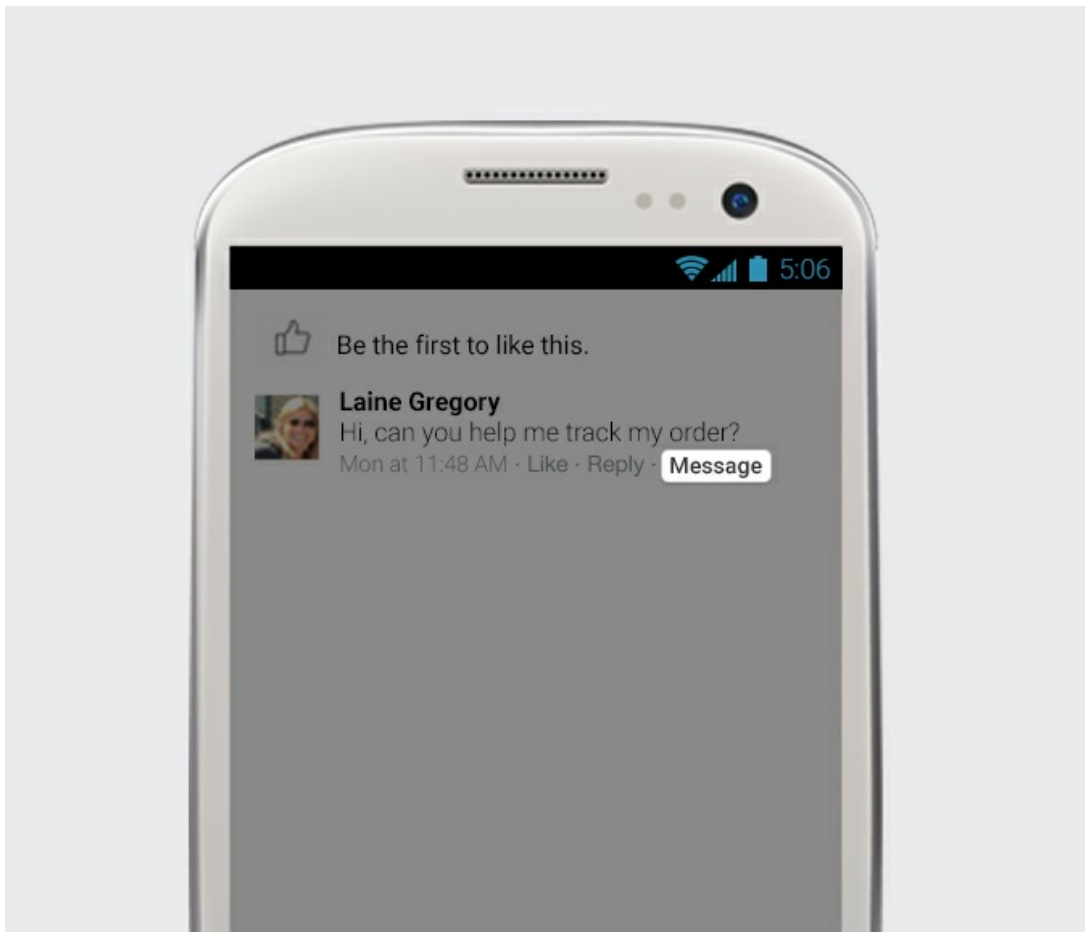 5:06
Be the first to like this.
Laine Gregory
Hi, can you help me track my order?
Mon at 11:48 AM · Like · Reply · Message